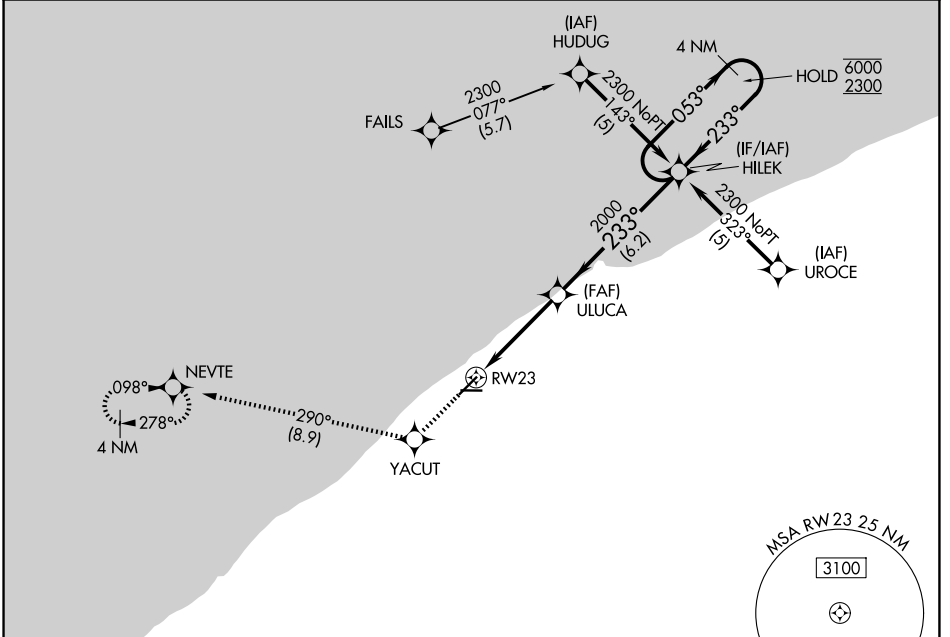 (IAF)
HUDUG
4 NM
HOLD 6000
2300
2300
077°
(5.7)
FAILS
2300 NoPT
143°
(5)
053°
233°
(IF/IAF)
HILEK
2300 NoPT
323°
(5)
(IAF)
UROCE
2000
233°
(6.2)
(FAF)
ULUCA
RW23
NEVTE
098°
278°
4 NM
290°
(8.9)
YACUT
MSA RW23 25 NM
3100